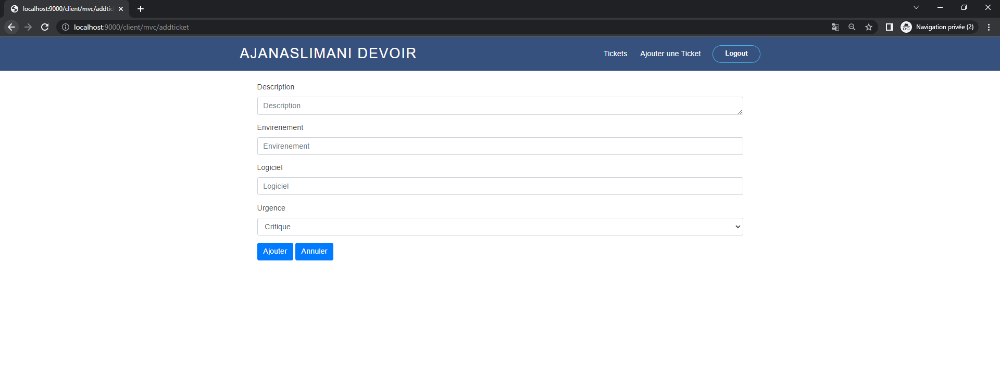 localhost:9000/client/mvc/addtic
localhost:9000/client/mvc/addticket
Navigation privée (2)
AJANASLIMANI DEVOIR
Tickets
Ajouter une Ticket
Logout
Description
Description
Envirenement
Envirenement
Logiciel
Logiciel
Urgence
Critique
Ajouter
Annuler